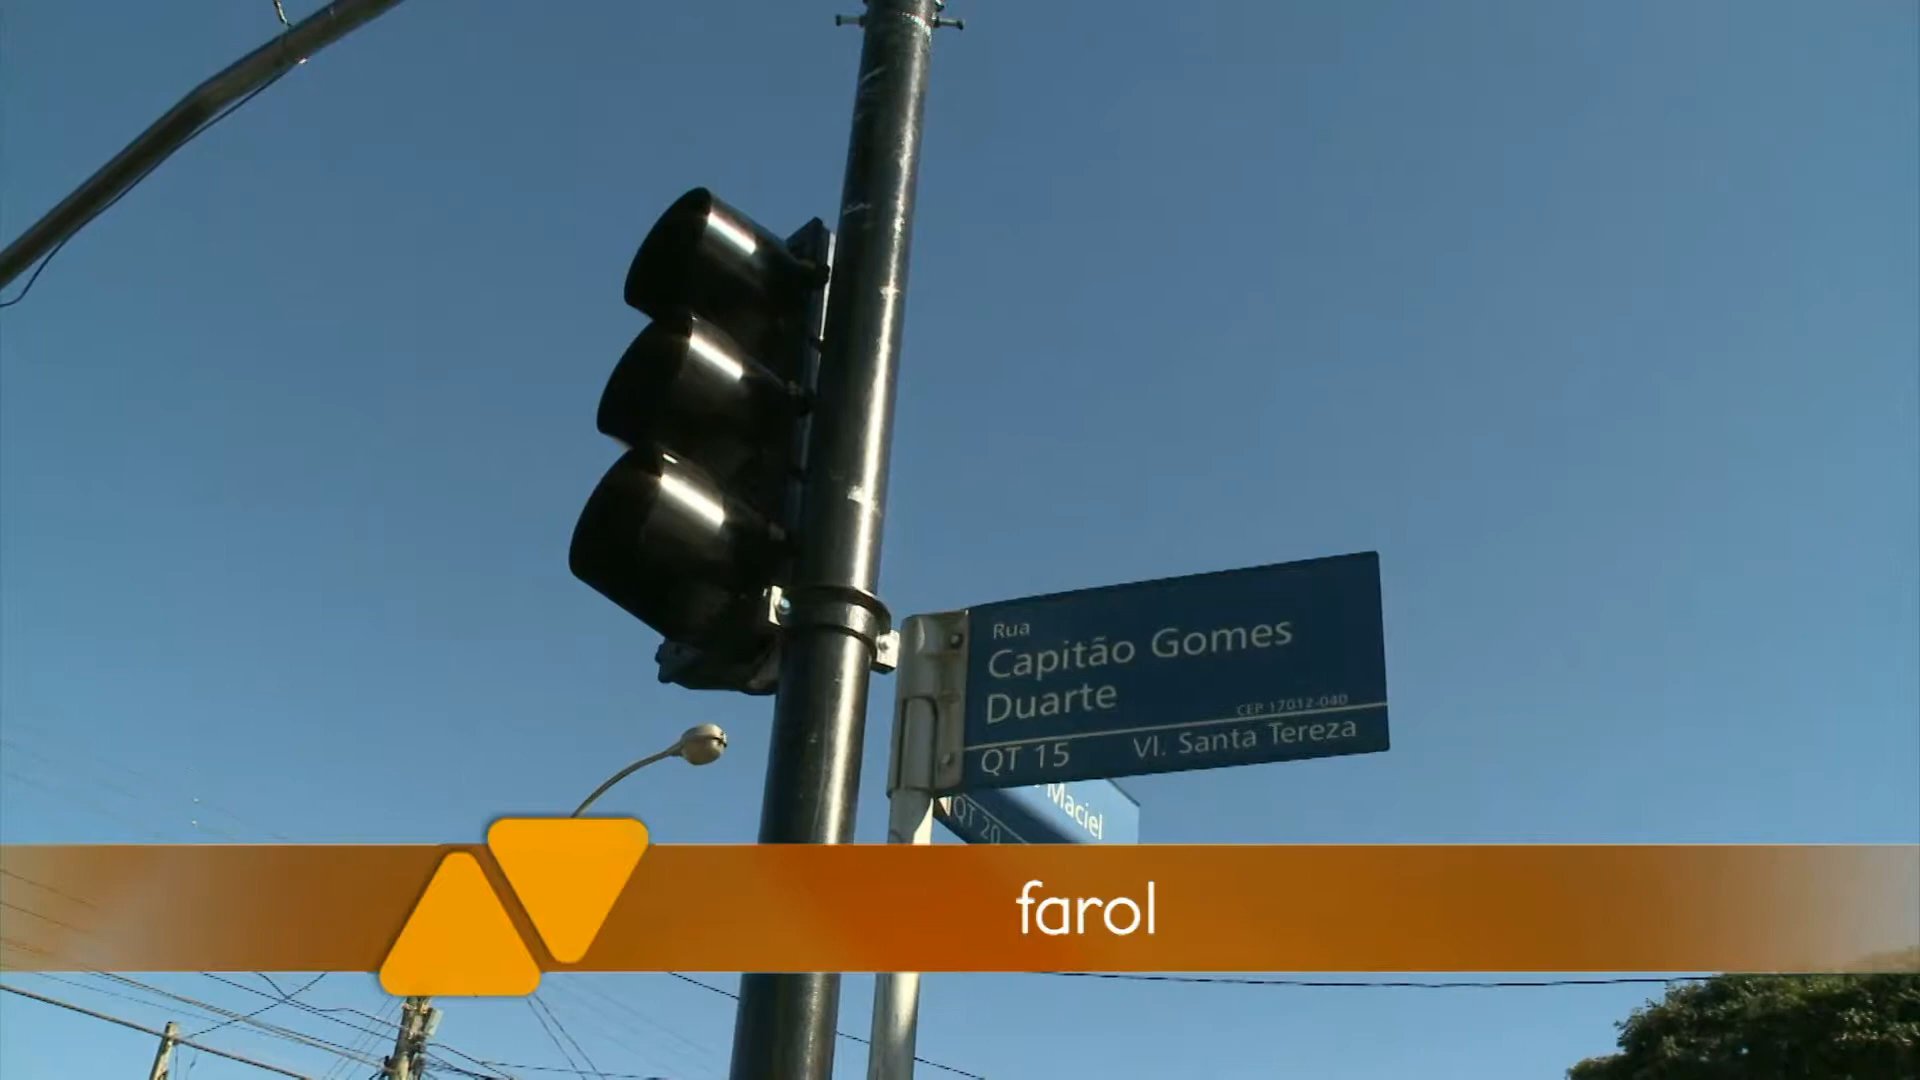 Rua
Capitão Gomes
Duarte
CEP 17012-040
QT 15 Vl. Santa Tereza
Maciel
QT 20
farol